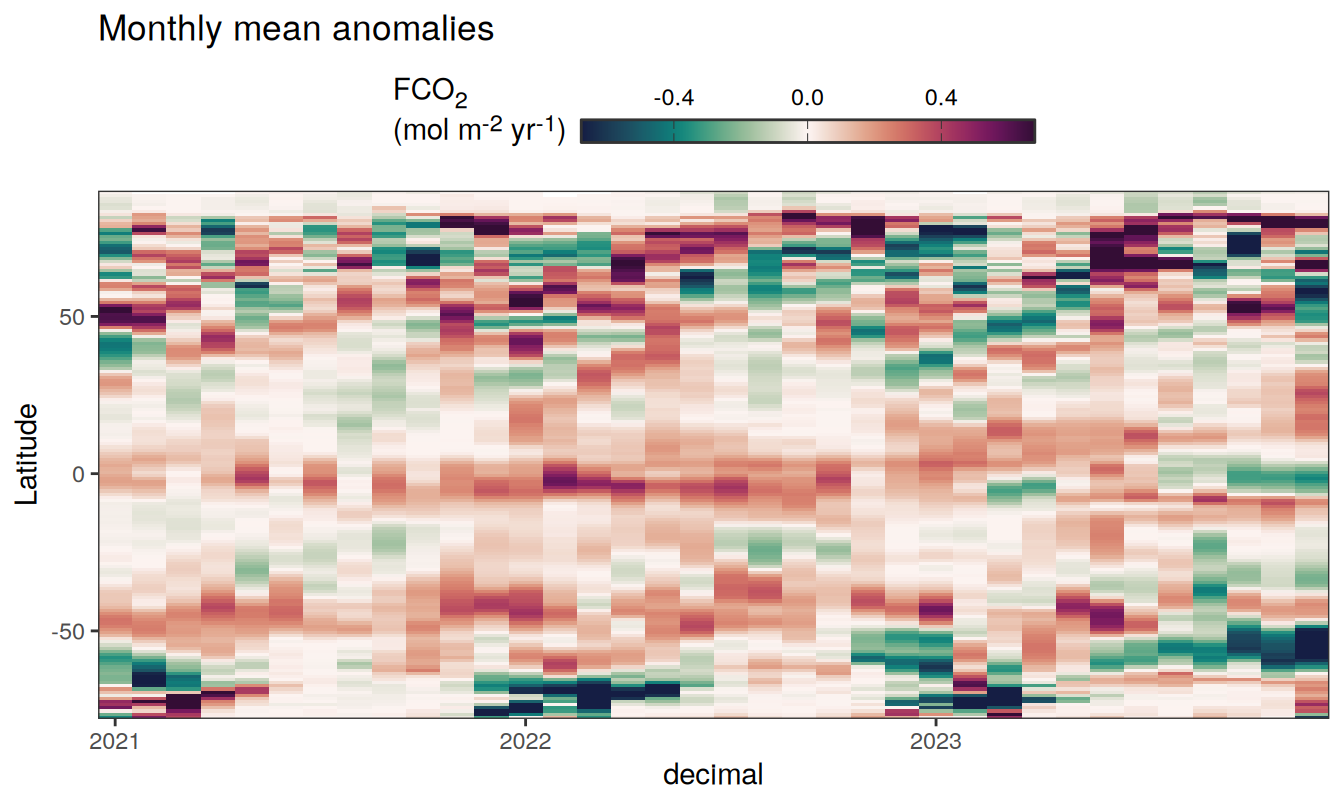 Monthly mean anomalies
FCO₂
(mol m⁻² yr⁻¹)
-0.4 0.0 0.4
Latitude
50
0
-50
2021 2022 2023
decimal